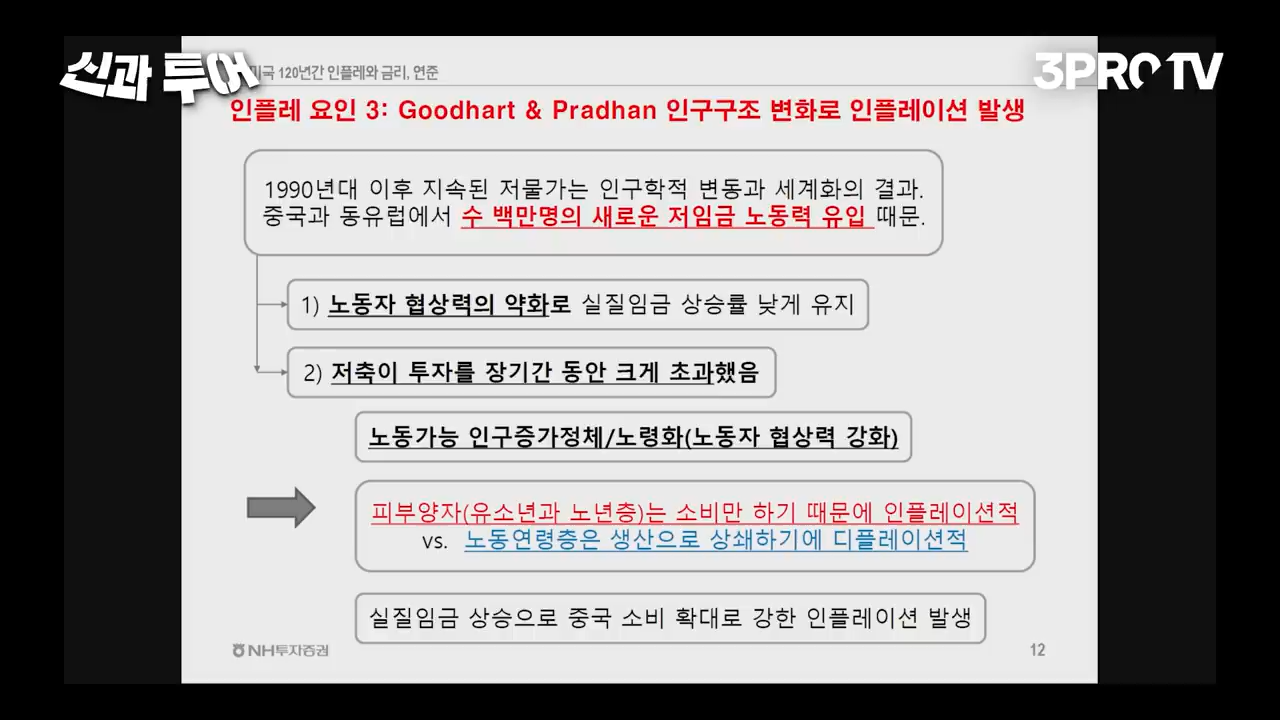 신과 투어
미국 120년간 인플레와 금리, 연준
3PROTV
인플레 요인 3: Goodhart & Pradhan 인구구조 변화로 인플레이션 발생
1990년대 이후 지속된 저물가는 인구학적 변동과 세계화의 결과.
중국과 동유럽에서 수 백만명의 새로운 저임금 노동력 유입 때문.
1) 노동자 협상력의 약화로 실질임금 상승률 낮게 유지
2) 저축이 투자를 장기간 동안 크게 초과했음
노동가능 인구증가정체/노령화(노동자 협상력 강화)
피부양자(유소년과 노년층)는 소비만 하기 때문에 인플레이션적
vs. 노동연령층은 생산으로 상쇄하기에 디플레이션적
실질임금 상승으로 중국 소비 확대로 강한 인플레이션 발생
NH투자증권
12